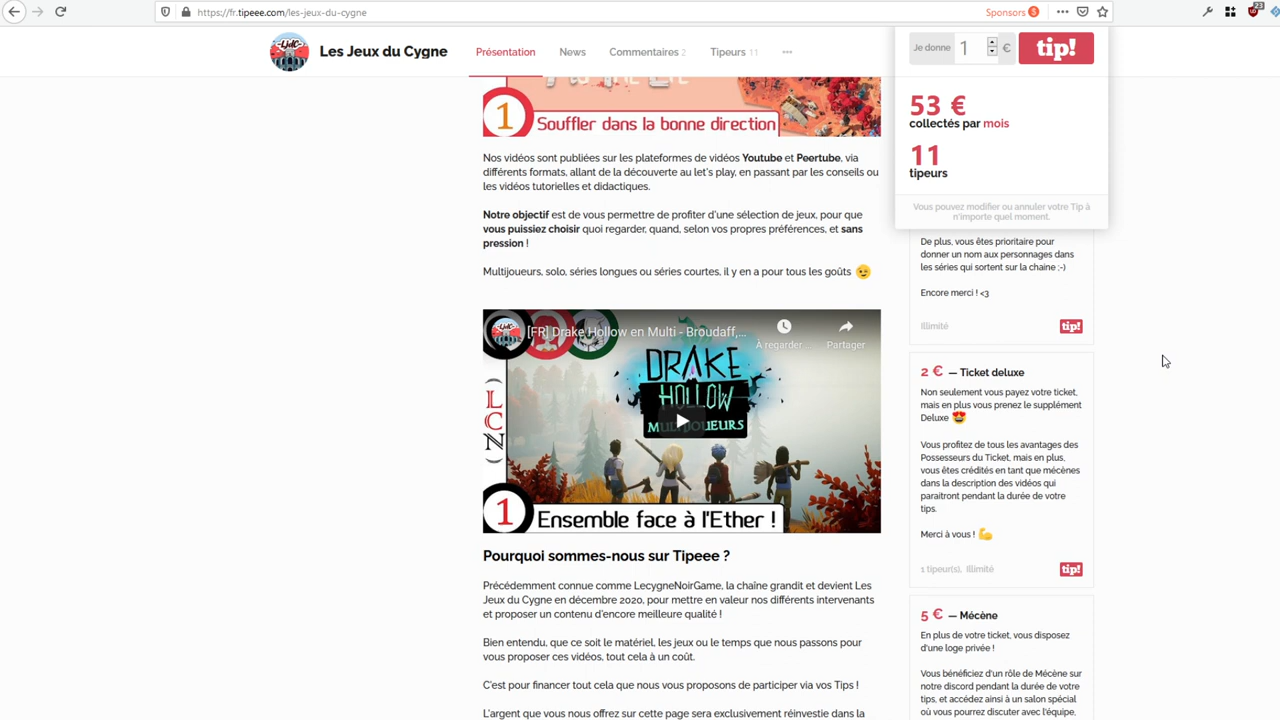 https://fr.tipeee.com/les-jeux-du-cygne
Sponsors
23
LJdC
Les Jeux du Cygne
Présentation
News
Commentaires 2
Tipeurs 11
Je donne 1 €
tip!
53 €
collectés par mois
11
tipeurs
Vous pouvez modifier ou annuler votre Tip à
n'importe quel moment.
1 Souffler dans la bonne direction
Nos vidéos sont publiées sur les plateformes de vidéos Youtube et Peertube, via
différents formats, allant de la découverte au let's play, en passant par les conseils ou
les vidéos tutorielles et didactiques.
Notre objectif est de vous permettre de profiter d'une sélection de jeux, pour que
vous puissiez choisir quoi regarder, quand, selon vos propres préférences, et sans
pression !
Multijoueurs, solo, séries longues ou séries courtes, il y en a pour tous les goûts 😉
[FR] Drake Hollow en Multi - Broudaff,...
À regarder...
Partager
LCN
DRAKE
HOLLOW
MULTIJOUEURS
1 Ensemble face à l'Ether !
Pourquoi sommes-nous sur Tipeee ?
Précédemment connue comme LecygneNoirGame, la chaîne grandit et devient Les
Jeux du Cygne en décembre 2020, pour mettre en valeur nos différents intervenants
et proposer un contenu d'encore meilleure qualité !
Bien entendu, que ce soit le matériel, les jeux ou le temps que nous passons pour
vous proposer ces vidéos, tout cela à un coût.
C'est pour financer tout cela que nous vous proposons de participer via vos Tips !
L'argent que vous nous offrez sur cette page sera exclusivement réinvestie dans la
De plus, vous êtes prioritaire pour
donner un nom aux personnages dans
les séries qui sortent sur la chaine ;-)
Encore merci ! <3
Illimité
tip!
2 € — Ticket deluxe
Non seulement vous payez votre ticket,
mais en plus vous prenez le supplément
Deluxe 😍
Vous profitez de tous les avantages des
Possesseurs du Ticket, mais en plus,
vous êtes crédités en tant que mécènes
dans la description des vidéos qui
paraitront pendant la durée de votre
tips.
Merci à vous ! 💪
1 tipeur(s), Illimité
tip!
5 € — Mécène
En plus de votre ticket, vous disposez
d'une loge privée !
Vous bénéficiez d'un rôle de Mécène sur
notre discord pendant la durée de votre
tips, et accédez ainsi à un salon spécial
où vous pourrez discuter avec l'équipe,